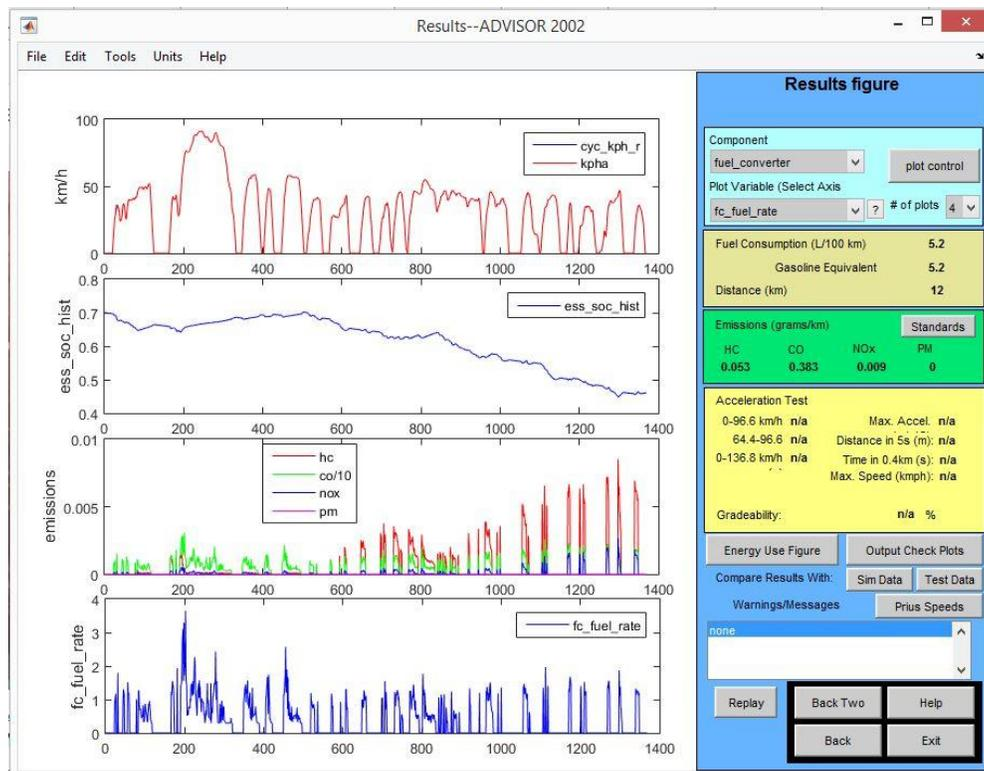 Results--ADVISOR 2002
File Edit Tools Units Help
km/h
100
50
0
cyc_kph_r
kpha
0 200 400 600 800 1000 1200 1400
ess_soc_hist
0.8
0.7
0.6
0.5
0.4
ess_soc_hist
0 200 400 600 800 1000 1200 1400
emissions
0.01
0.005
0
hc
co/10
nox
pm
0 200 400 600 800 1000 1200 1400
fc_fuel_rate
4
3
2
1
0
fc_fuel_rate
0 200 400 600 800 1000 1200 1400
Results figure
Component
fuel_converter
plot control
Plot Variable (Select Axis
fc_fuel_rate ? # of plots 4
Fuel Consumption (L/100 km) 5.2
Gasoline Equivalent 5.2
Distance (km) 12
Emissions (grams/km) Standards
HC CO NOx PM
0.053 0.383 0.009 0
Acceleration Test
0-96.6 km/h n/a Max. Accel. n/a
64.4-96.6 n/a Distance in 5s (m): n/a
0-136.8 km/h n/a Time in 0.4km (s): n/a
Max. Speed (kmph): n/a
Gradeability: n/a %
Energy Use Figure Output Check Plots
Compare Results With: Sim Data Test Data
Warnings/Messages Prius Speeds
none
Replay Back Two Help
Back Exit